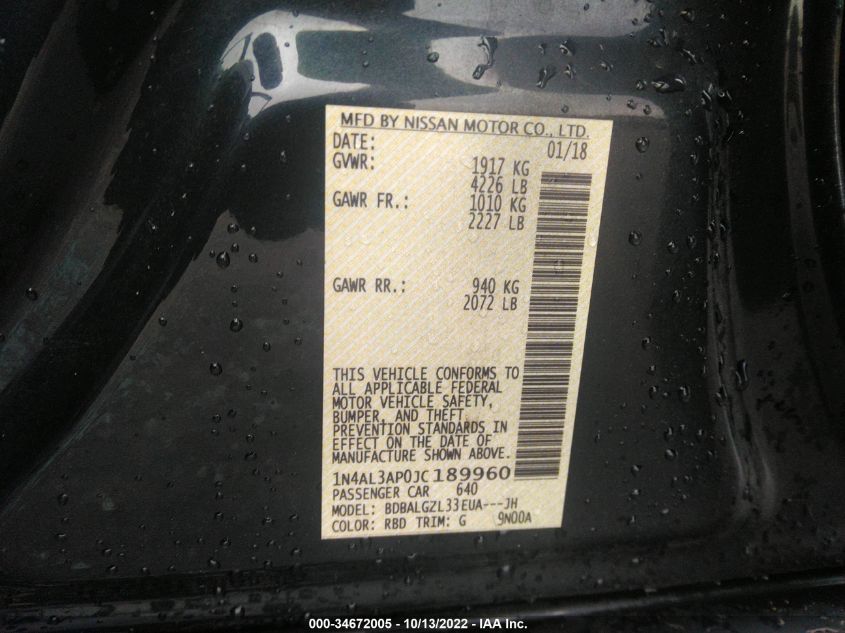 MFD BY NISSAN MOTOR CO., LTD.
DATE: 01/18
GVWR: 1917 KG
4226 LB
GAWR FR.: 1010 KG
2227 LB
GAWR RR.: 940 KG
2072 LB
THIS VEHICLE CONFORMS TO
ALL APPLICABLE FEDERAL
MOTOR VEHICLE SAFETY,
BUMPER, AND THEFT
PREVENTION STANDARDS IN
EFFECT ON THE DATE OF
MANUFACTURE SHOWN ABOVE.
1N4AL3AP0JC189960
PASSENGER CAR 640
MODEL: BDBALGZL33EUA---JH
COLOR: RBD TRIM: G 9N00A
000-34672005 - 10/13/2022 - IAA Inc.